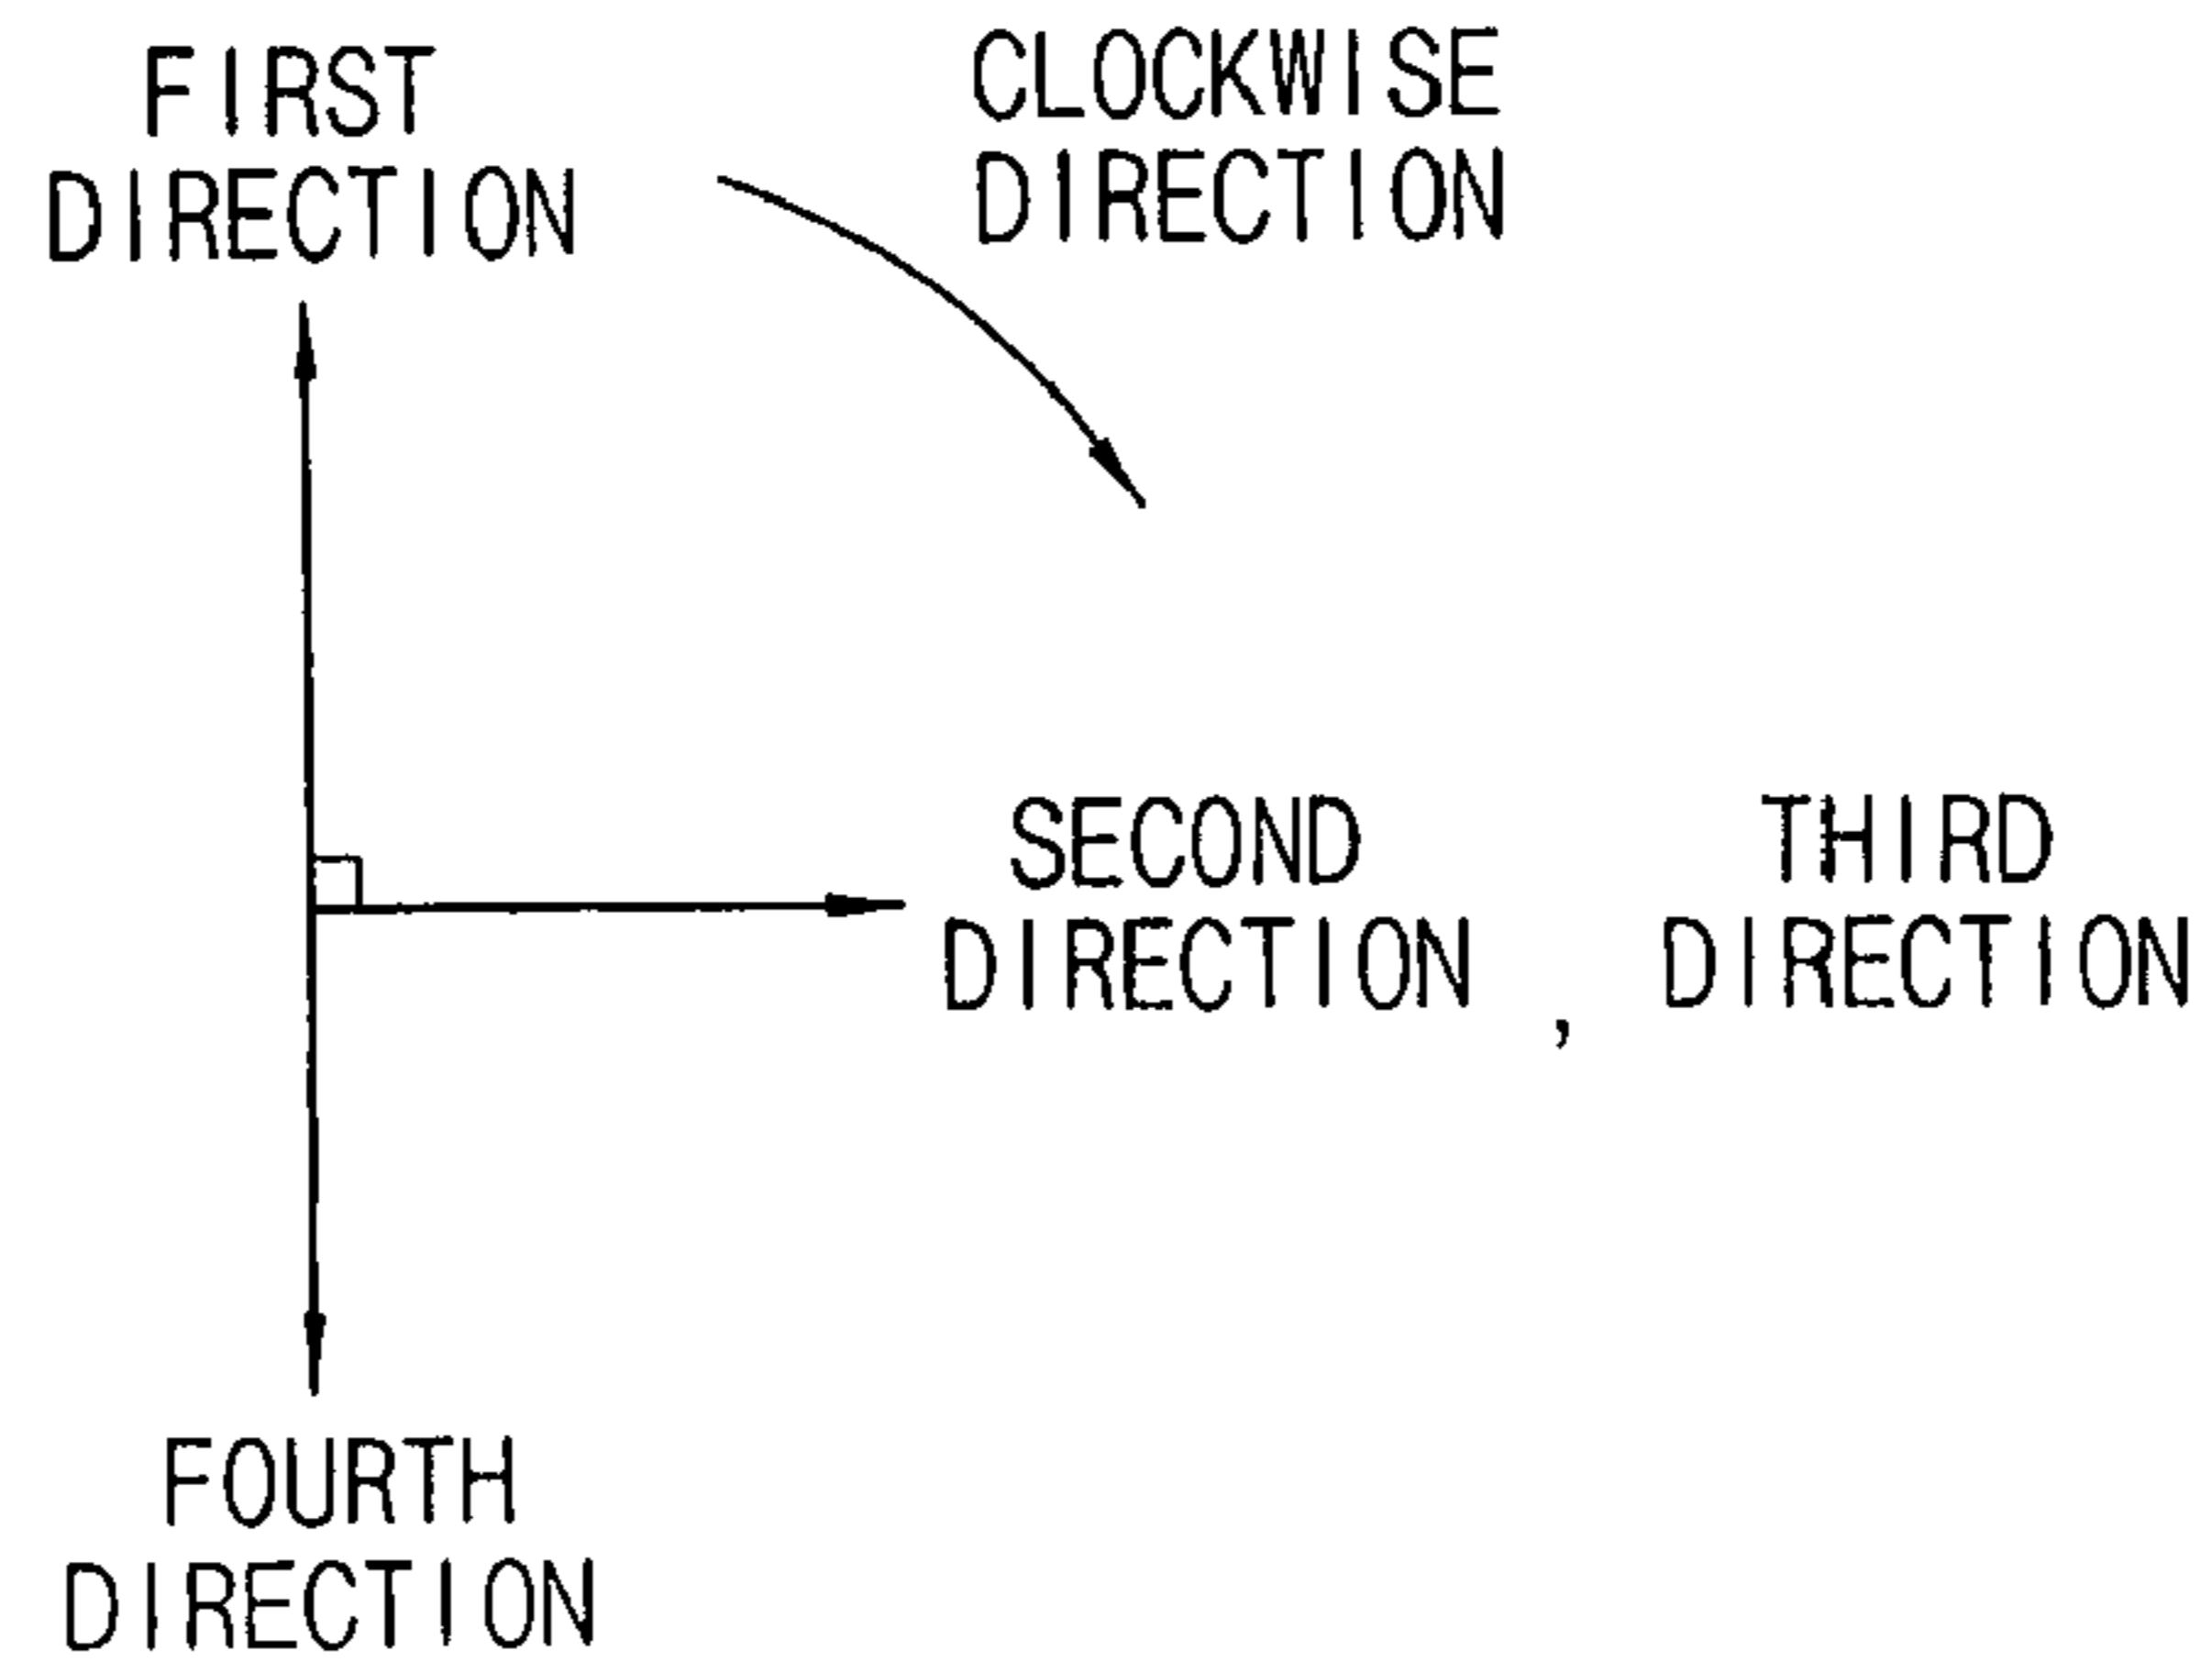 FIRST
DIRECTION
CLOCKWISE
DIRECTION
SECOND
DIRECTION ,
THIRD
DIRECTION
FOURTH
DIRECTION